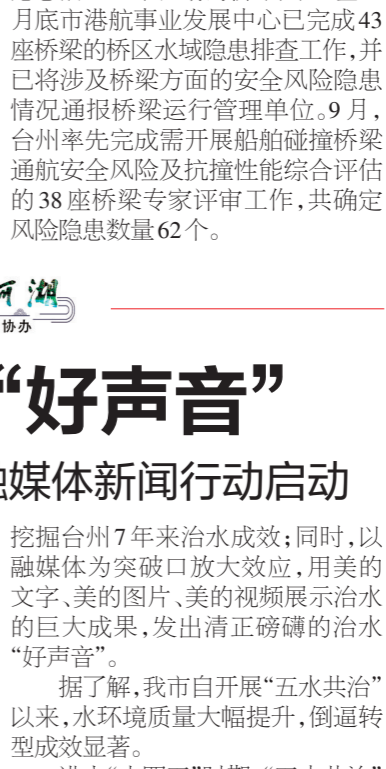 月底市港航事业发展中心已完成43
座桥梁的桥区水域隐患排查工作,并
已将涉及桥梁方面的安全风险隐患
情况通报桥梁运行管理单位。9月,
台州率先完成需开展船舶碰撞桥梁
通航安全风险及抗撞性能综合评估
的38座桥梁专家评审工作,共确定
风险隐患数量62个。
河湖
协办
“好声音”
融媒体新闻行动启动
挖掘台州7年来治水成效;同时,以
融媒体为突破口放大效应,用美的
文字、美的图片、美的视频展示治水
的巨大成果,发出清正磅礴的治水
“好声音”。
据了解,我市自开展“五水共治”
以来,水环境质量大幅提升,倒逼转
型成效显著。